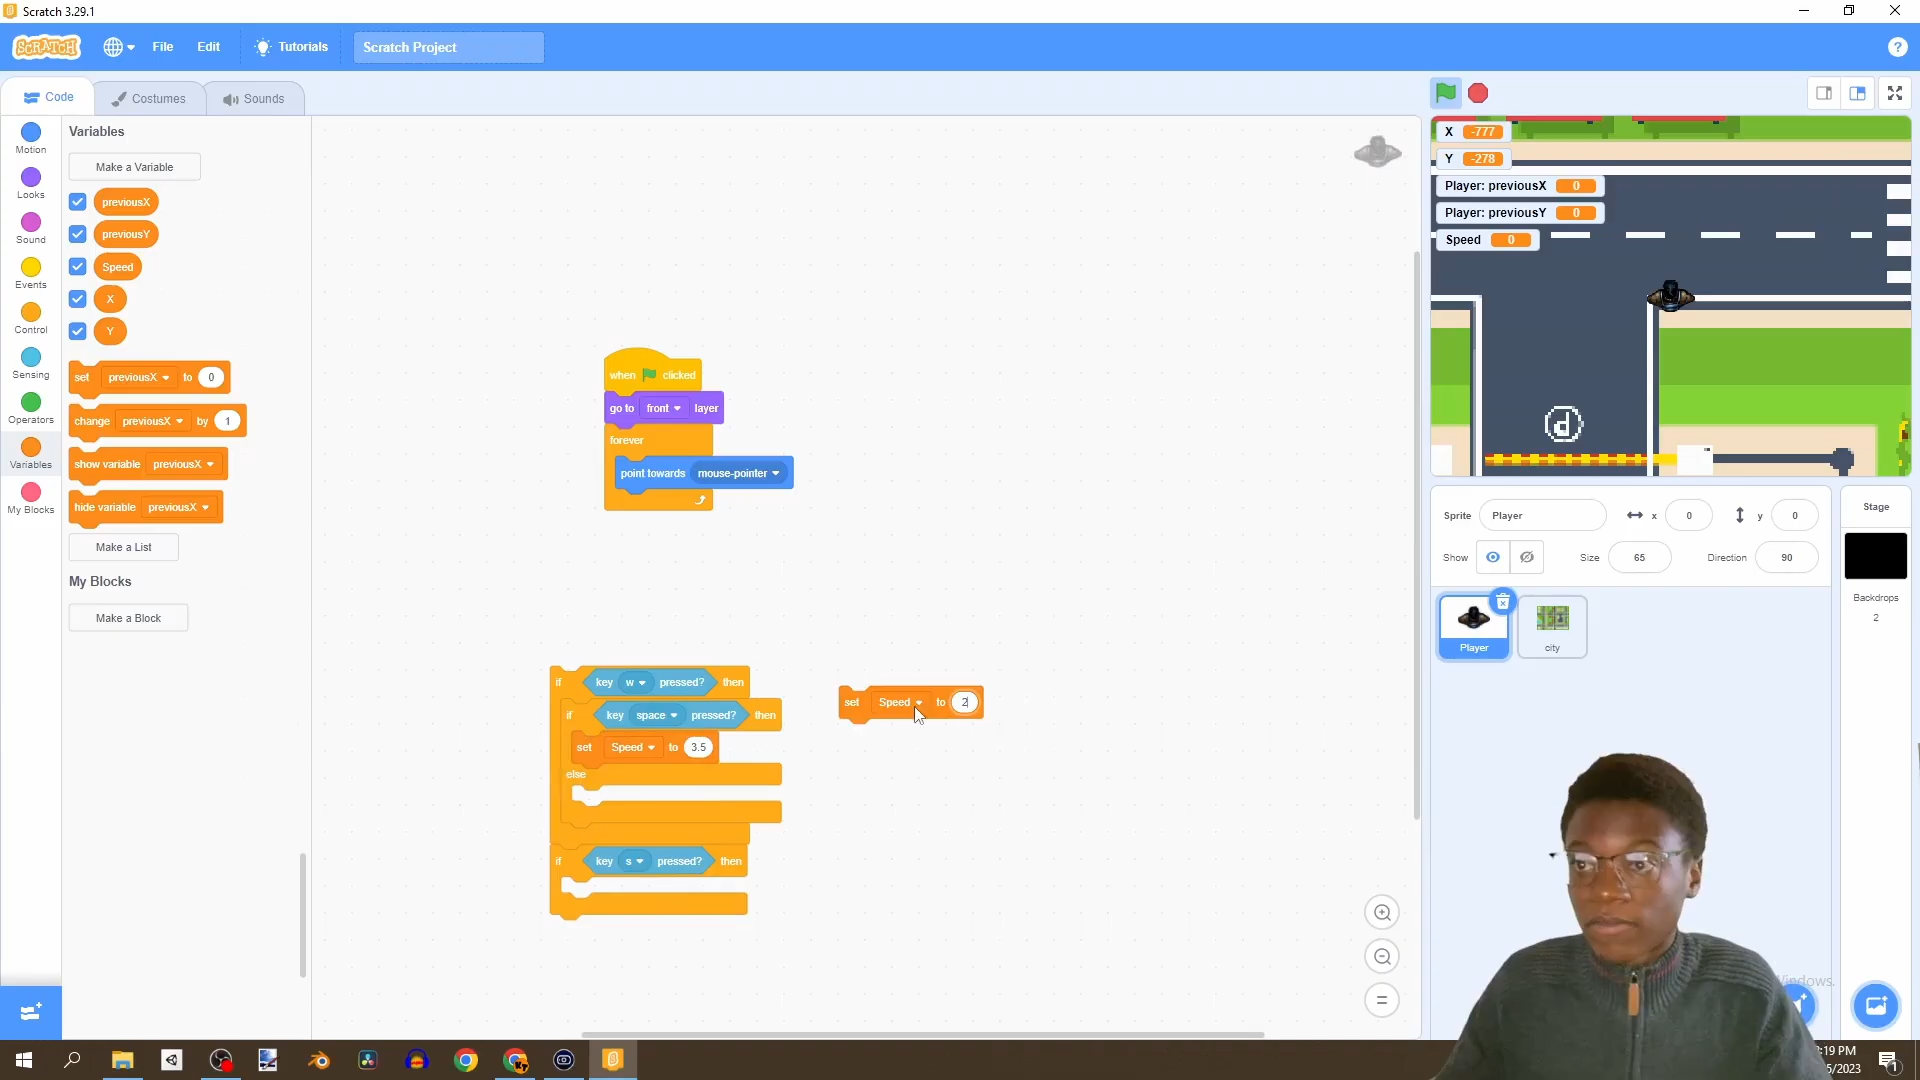 Scratch 3.29.1
SCRATCH File Edit Tutorials Scratch Project ?
Code Costumes Sounds
Motion
Looks
Sound
Events
Control
Sensing
Operators
Variables
My Blocks
Variables
Make a Variable
previousX
previousY
Speed
X
Y
set previousX to 0
change previousX by 1
show variable previousX
hide variable previousX
Make a List
My Blocks
Make a Block
when clicked
go to front layer
forever
point towards mouse-pointer
if key w pressed? then
if key space pressed? then
set Speed to 3.5
else
if key s pressed? then
set Speed to 2
X -777
Y -278
Player: previousX 0
Player: previousY 0
Speed 0
Sprite Player x 0 y 0
Show Size 65 Direction 90
Player
city
Stage
Backdrops
2
:19 PM
/2023
1